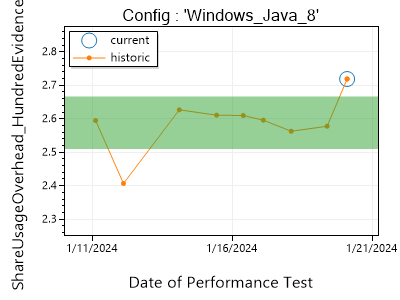 Config : 'Windows_Java_8'
current
historic
ShareUsageOverhead_HundredEvidence
2.8
2.7
2.6
2.5
2.4
2.3
1/11/2024
1/16/2024
1/21/2024
Date of Performance Test